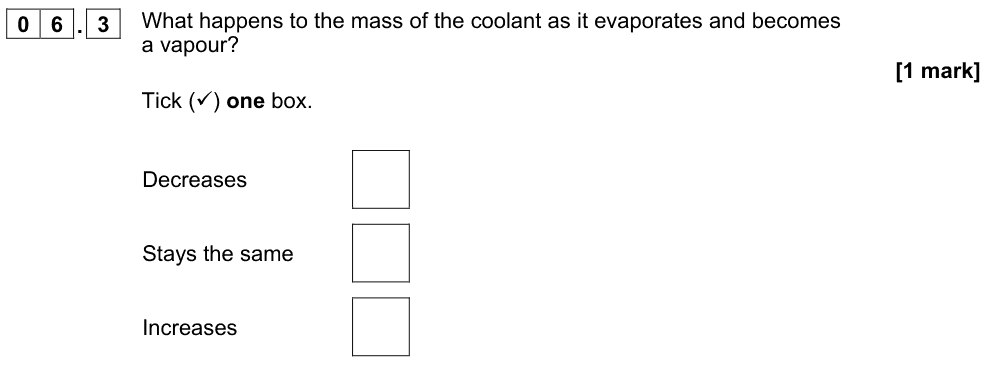 0 6 . 3 What happens to the mass of the coolant as it evaporates and becomes
a vapour?
[1 mark]
Tick (✓) one box.
Decreases
Stays the same
Increases